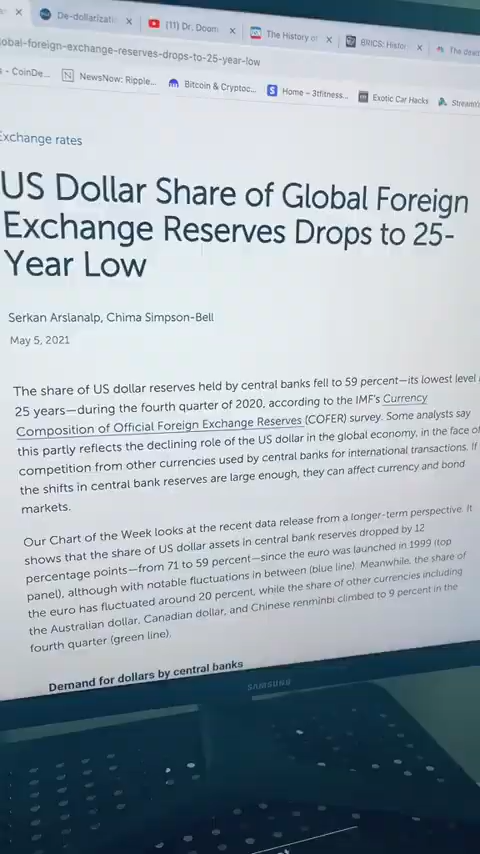 De-dollarizati
(11) Dr. Doom
The History of
BRICS: Histor
The dawn
obal-foreign-exchange-reserves-drops-to-25-year-low
s - CoinDe...
NewsNow: Ripple...
Bitcoin & Cryptoc...
Home – 3tfitness...
Exotic Car Hacks
StreamY
Exchange rates
US Dollar Share of Global Foreign
Exchange Reserves Drops to 25-
Year Low
Serkan Arslanalp, Chima Simpson-Bell
May 5, 2021
The share of US dollar reserves held by central banks fell to 59 percent—its lowest level
25 years—during the fourth quarter of 2020, according to the IMF's Currency
Composition of Official Foreign Exchange Reserves (COFER) survey. Some analysts say
this partly reflects the declining role of the US dollar in the global economy, in the face of
competition from other currencies used by central banks for international transactions. If
the shifts in central bank reserves are large enough, they can affect currency and bond
markets.
Our Chart of the Week looks at the recent data release from a longer-term perspective. It
shows that the share of US dollar assets in central bank reserves dropped by 12
percentage points—from 71 to 59 percent—since the euro was launched in 1999 (top
panel), although with notable fluctuations in between (blue line). Meanwhile, the share of
the euro has fluctuated around 20 percent, while the share of other currencies including
the Australian dollar, Canadian dollar, and Chinese renminbi climbed to 9 percent in the
fourth quarter (green line).
Demand for dollars by central banks
SAMSUNG